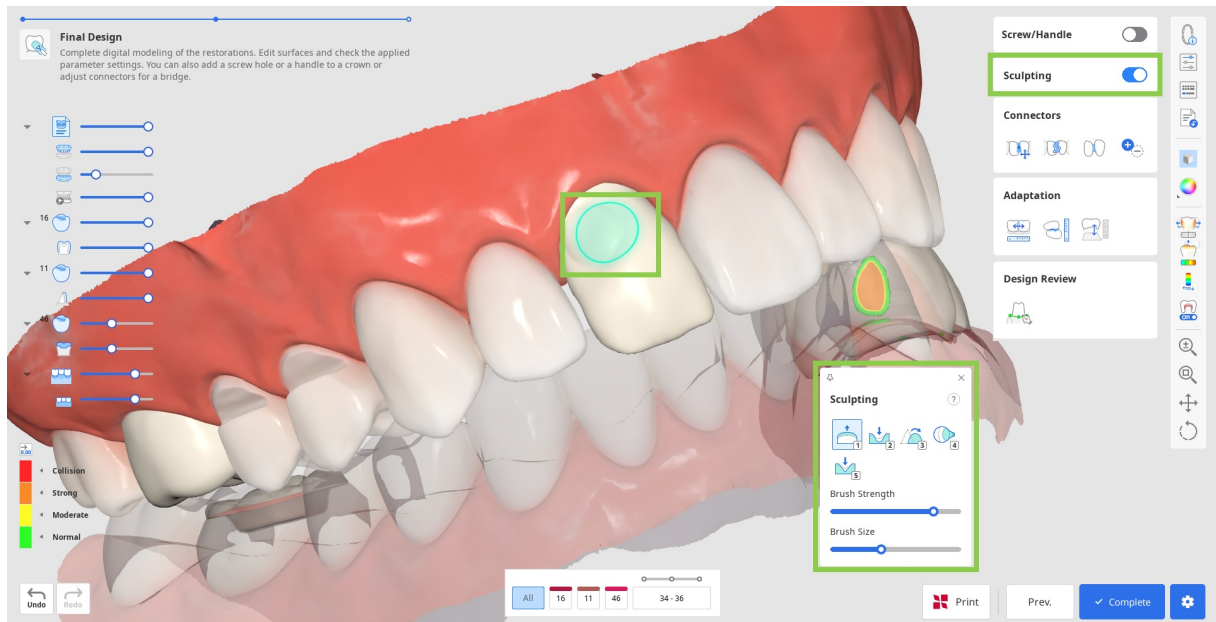 Final Design
Complete digital modeling of the restorations. Edit surfaces and check the applied
parameter settings. You can also add a screw hole or a handle to a crown or
adjust connectors for a bridge.
16
11
46
0.00
Collision
Strong
Moderate
Normal
Undo
Redo
All
16
11
46
34 - 36
Screw/Handle
Sculpting
Connectors
Adaptation
Design Review
Sculpting
?
1
2
3
4
5
Brush Strength
Brush Size
Print
Prev.
Complete
ON